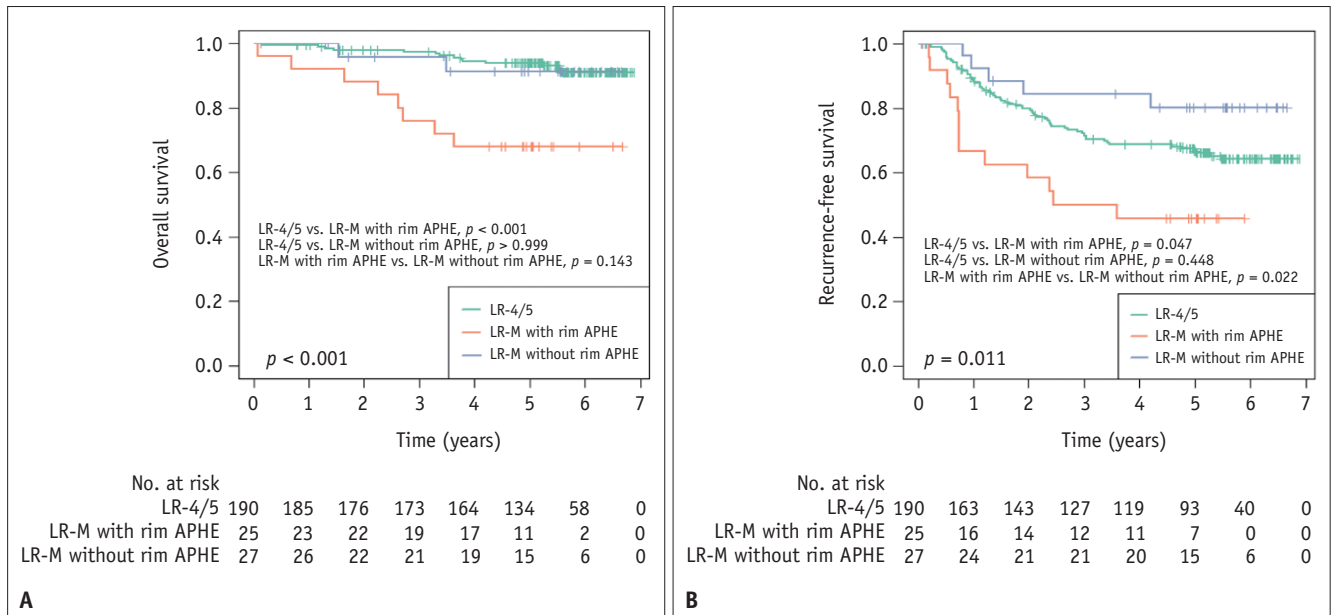 1.0
0.8
0.6
0.4
0.2
0.0
Overall survival
LR-4/5 vs. LR-M with rim APHE, p < 0.001
LR-4/5 vs. LR-M without rim APHE, p > 0.999
LR-M with rim APHE vs. LR-M without rim APHE, p = 0.143
LR-4/5
LR-M with rim APHE
LR-M without rim APHE
p < 0.001
0 1 2 3 4 5 6 7
Time (years)
No. at risk
LR-4/5 190 185 176 173 164 134 58 0
LR-M with rim APHE 25 23 22 19 17 11 2 0
LR-M without rim APHE 27 26 22 21 19 15 6 0
A
1.0
0.8
0.6
0.4
0.2
0.0
Recurrence-free survival
LR-4/5 vs. LR-M with rim APHE, p = 0.047
LR-4/5 vs. LR-M without rim APHE, p = 0.448
LR-M with rim APHE vs. LR-M without rim APHE, p = 0.022
LR-4/5
LR-M with rim APHE
LR-M without rim APHE
p = 0.011
0 1 2 3 4 5 6 7
Time (years)
No. at risk
LR-4/5 190 163 143 127 119 93 40 0
LR-M with rim APHE 25 16 14 12 11 7 0 0
LR-M without rim APHE 27 24 21 21 20 15 6 0
B